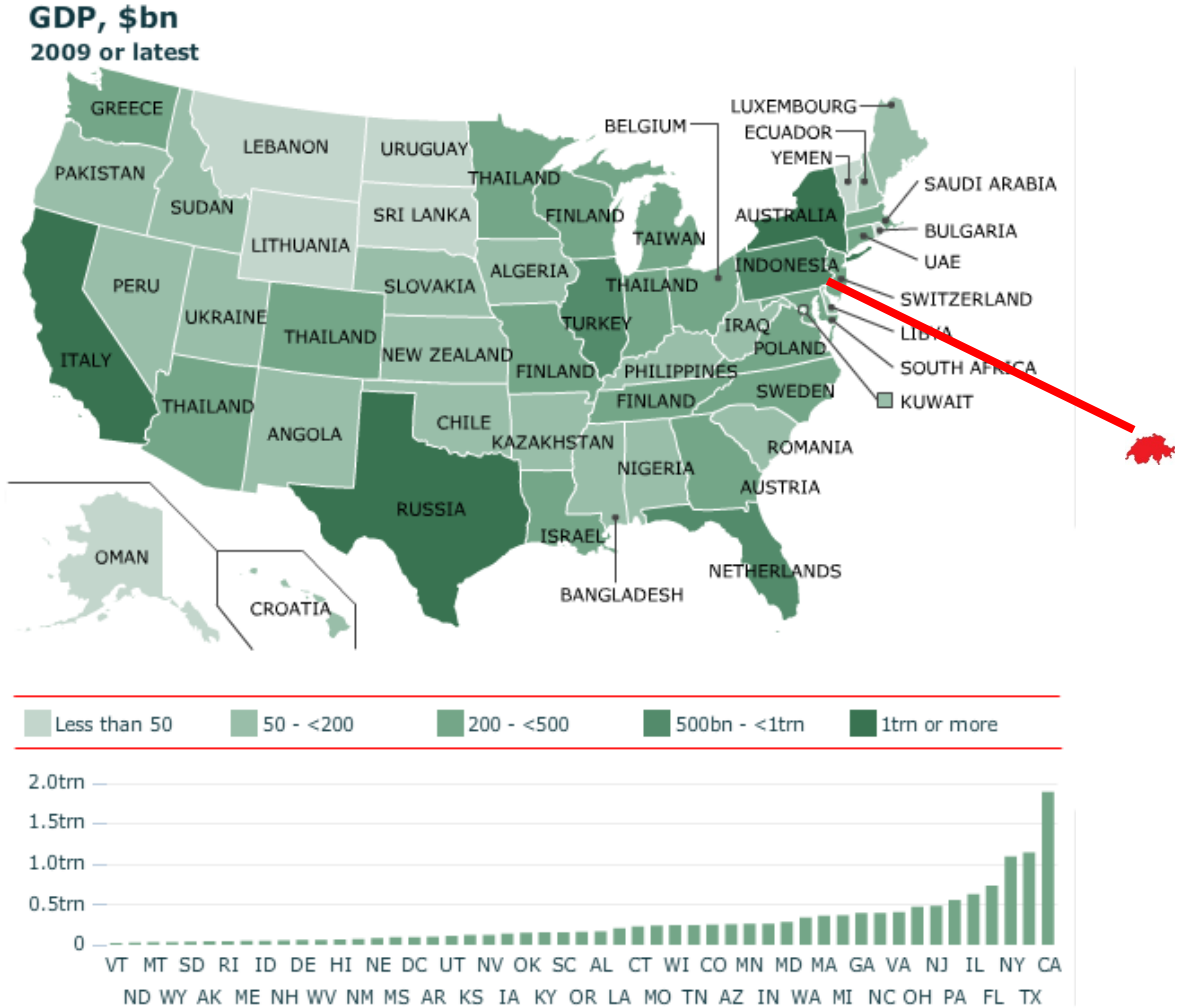 GDP, $bn
2009 or latest
GREECE
LEBANON
URUGUAY
THAILAND
BELGIUM
LUXEMBOURG
ECUADOR
YEMEN
PAKISTAN
SUDAN
LITHUANIA
SRI LANKA
FINLAND
TAIWAN
AUSTRALIA
SAUDI ARABIA
BULGARIA
UAE
PERU
UKRAINE
SLOVAKIA
ALGERIA
THAILAND
INDONESIA
SWITZERLAND
ITALY
THAILAND
NEW ZEALAND
FINLAND
TURKEY
IRAQ
POLAND
LIBYA
SOUTH AFRICA
PHILIPPINES
KUWAIT
THAILAND
ANGOLA
CHILE
KAZAKHSTAN
FINLAND
SWEDEN
NIGERIA
ROMANIA
AUSTRIA
RUSSIA
ISRAEL
OMAN
CROATIA
BANGLADESH
NETHERLANDS
Less than 50
50 - <200
200 - <500
500bn - <1trn
1trn or more
2.0trn
1.5trn
1.0trn
0.5trn
0
VT MT SD RI ID DE HI NE DC UT NV OK SC AL CT WI CO MN MD MA GA VA NJ IL NY CA
ND WY AK ME NH WV NM MS AR KS IA KY OR LA MO TN AZ IN WA MI NC OH PA FL TX